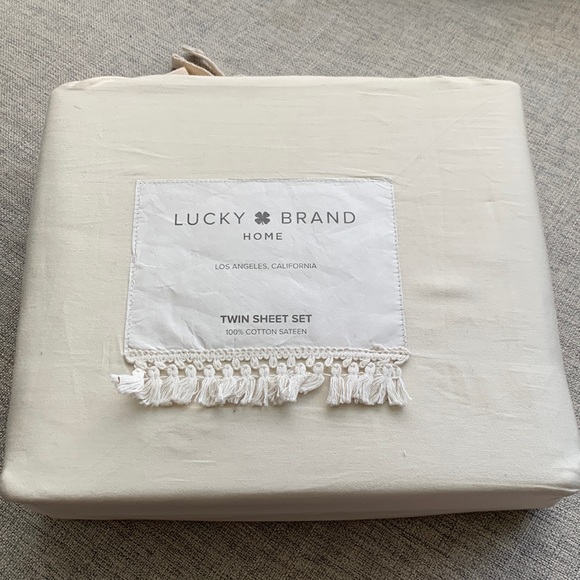 LUCKY BRAND
HOME
LOS ANGELES, CALIFORNIA
TWIN SHEET SET
100% COTTON SATEEN